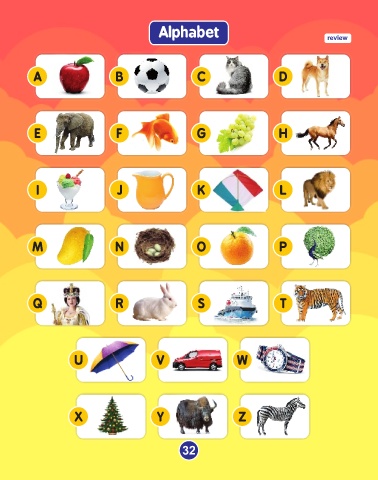 Alphabet
review
A B C D
E F G H
I J K L
M N O P
Q R S T
U V W
X Y Z
32